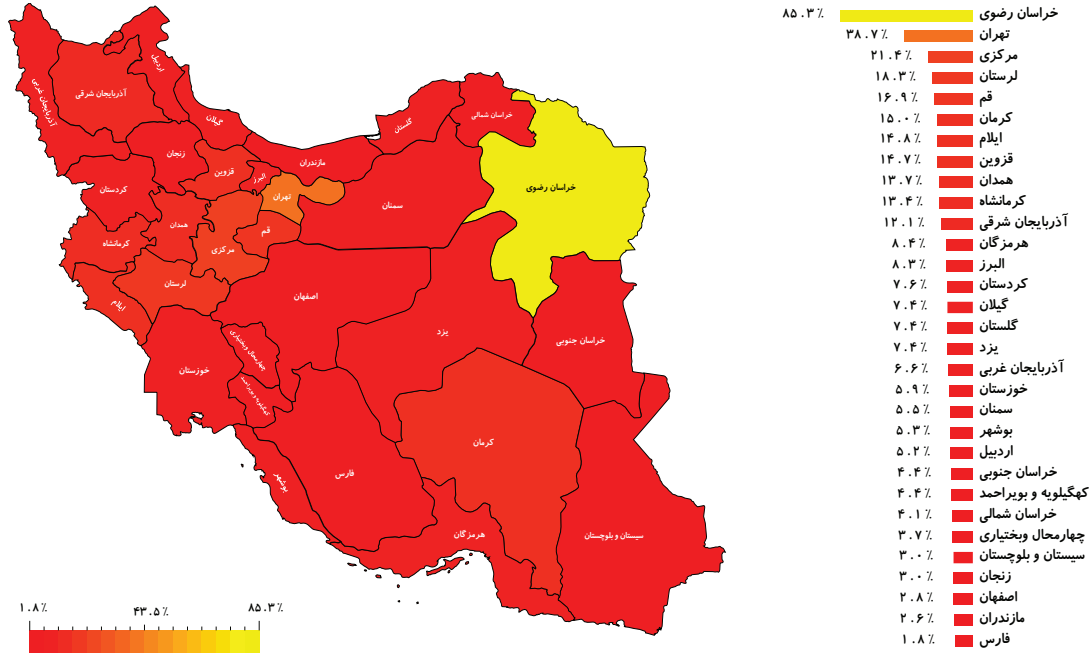 خراسان رضوی ۸۵.۳٪
تهران ۳۸.۷٪
مرکزی ۲۱.۴٪
لرستان ۱۸.۳٪
قم ۱۶.۹٪
کرمان ۱۵.۰٪
ایلام ۱۴.۸٪
قزوین ۱۴.۷٪
همدان ۱۳.۷٪
کرمانشاه ۱۳.۴٪
آذربایجان شرقی ۱۲.۱٪
هرمزگان ۸.۴٪
البرز ۸.۳٪
کردستان ۷.۶٪
گیلان ۷.۴٪
گلستان ۷.۴٪
یزد ۷.۴٪
آذربایجان غربی ۶.۶٪
خوزستان ۵.۹٪
سمنان ۵.۵٪
بوشهر ۵.۳٪
اردبیل ۵.۲٪
خراسان جنوبی ۴.۴٪
کهگیلویه و بویراحمد ۴.۴٪
خراسان شمالی ۴.۱٪
چهارمحال وبختیاری ۳.۷٪
سیستان و بلوچستان ۳.۰٪
زنجان ۳.۰٪
اصفهان ۲.۸٪
مازندران ۲.۶٪
فارس ۱.۸٪
اردبیل
آذربایجان شرقی
آذربایجان غربی
گیلان
خراسان شمالی
گلستان
زنجان
مازندران
قزوین
البرز
خراسان رضوی
کردستان
تهران
سمنان
همدان
قم
کرمانشاه
مرکزی
لرستان
اصفهان
ایلام
یزد
چهارمحال وبختیاری
خراسان جنوبی
خوزستان
کهگیلویه و بویراحمد
کرمان
فارس
بوشهر
هرمزگان
سیستان و بلوچستان
۱.۸٪ ۴۳.۵٪ ۸۵.۳٪